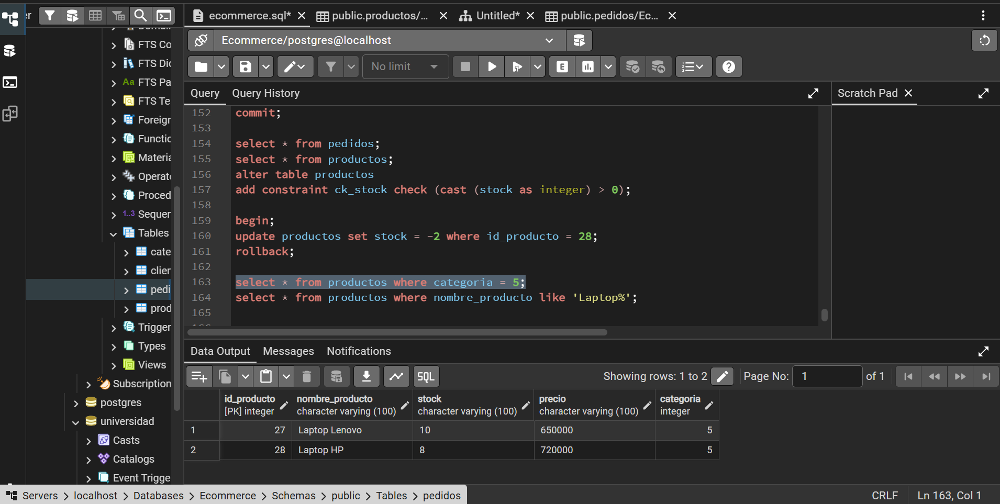 er
ecommerce.sql*
public.productos/...
Untitled*
public.pedidos/Ec...
Ecommerce/postgres@localhost
No limit
E
Query
Query History
Scratch Pad
FTS Co
FTS Dic
Aa FTS Pa
FTS Te
Foreigr
Functic
Materia
Operato
Proced
1..3 Sequer
Tables
cate
clier
pedi
prod
Trigger
Types
Views
Subscription
postgres
universidad
Casts
Catalogs
Event Trigge
152 commit;
153
154 select * from pedidos;
155 select * from productos;
156 alter table productos
157 add constraint ck_stock check (cast (stock as integer) > 0);
158
159 begin;
160 update productos set stock = -2 where id_producto = 28;
161 rollback;
162
163 select * from productos where categoria = 5;
164 select * from productos where nombre_producto like 'Laptop%';
165
Data Output
Messages
Notifications
SQL
Showing rows: 1 to 2
Page No: 1 of 1
id_producto nombre_producto stock precio categoria
[PK] integer character varying (100) character varying (100) character varying (100) integer
1 27 Laptop Lenovo 10 650000 5
2 28 Laptop HP 8 720000 5
Servers > localhost > Databases > Ecommerce > Schemas > public > Tables > pedidos
CRLF
Ln 163, Col 1